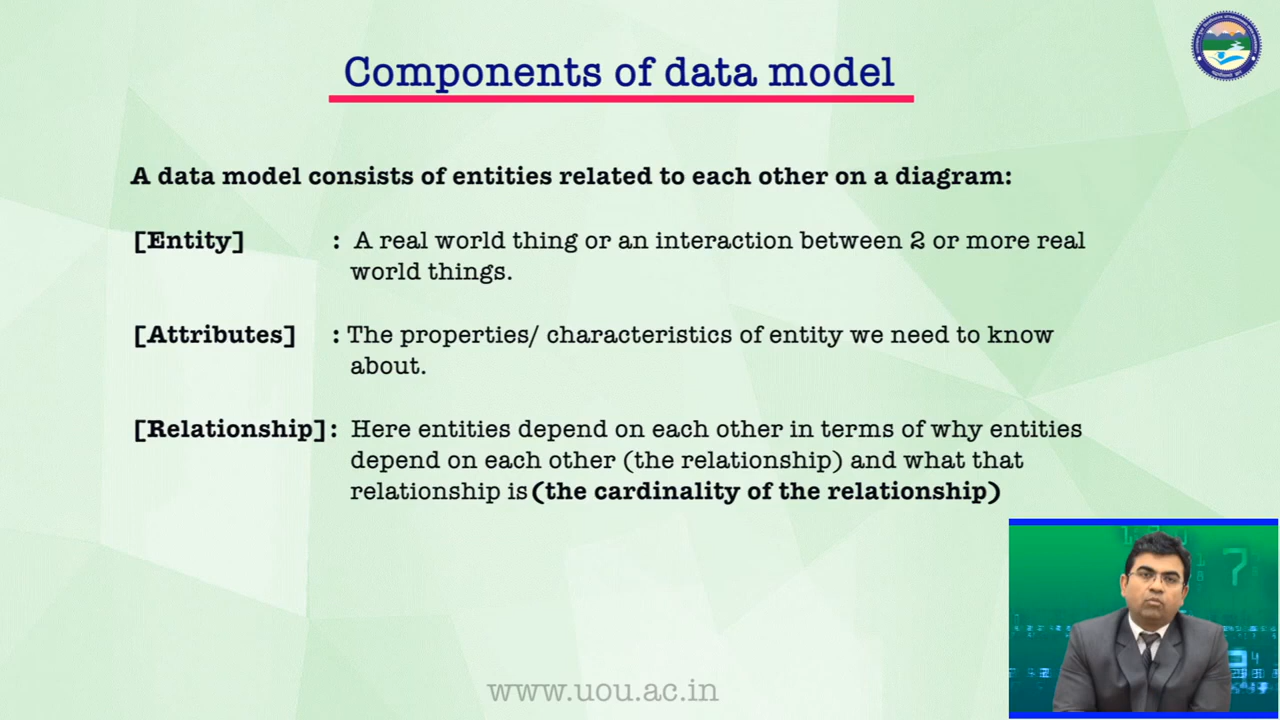 Components of data model
A data model consists of entities related to each other on a diagram:
[Entity] : A real world thing or an interaction between 2 or more real
world things.
[Attributes] : The properties/ characteristics of entity we need to know
about.
[Relationship]: Here entities depend on each other in terms of why entities
depend on each other (the relationship) and what that
relationship is (the cardinality of the relationship)
7
www.uou.ac.in